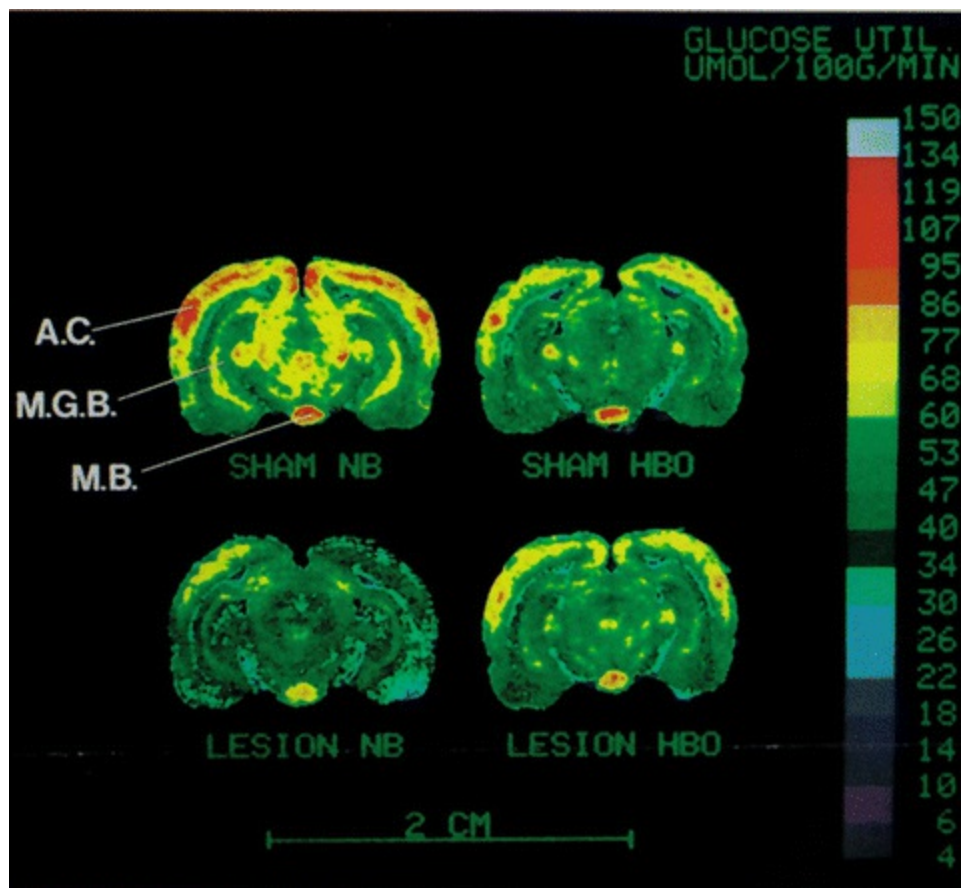 GLUCOSE UTIL.
UMOL/100G/MIN
150
134
119
107
95
86
77
68
60
53
47
40
34
30
26
22
18
14
10
6
4
A.C.
M.G.B.
M.B.
SHAM NB
SHAM HBO
LESION NB
LESION HBO
2 CM